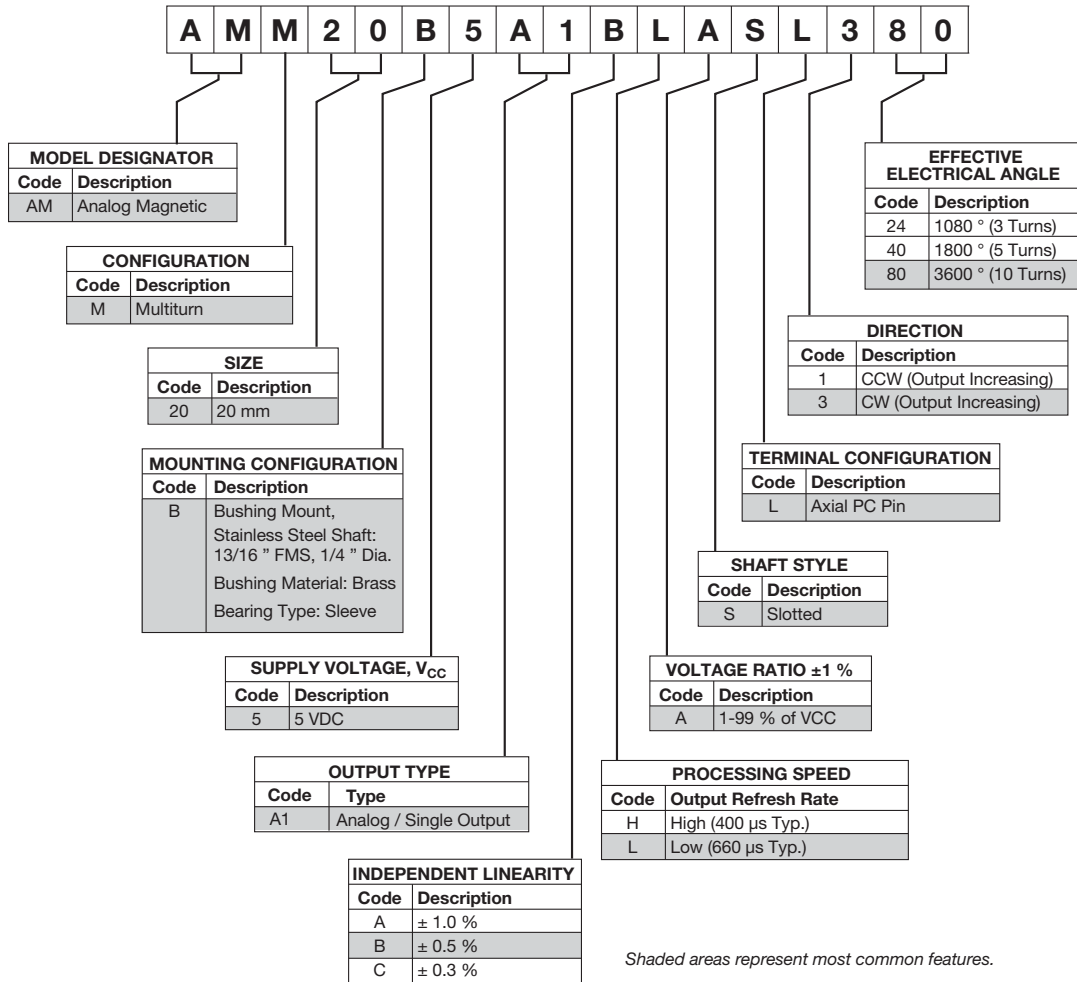 A M M 2 0 B 5 A 1 B L A S L 3 8 0
MODEL DESIGNATOR
Code Description
AM Analog Magnetic
CONFIGURATION
Code Description
M Multiturn
SIZE
Code Description
20 20 mm
MOUNTING CONFIGURATION
Code Description
B Bushing Mount,
Stainless Steel Shaft:
13/16 ” FMS, 1/4 ” Dia.
Bushing Material: Brass
Bearing Type: Sleeve
SUPPLY VOLTAGE, VCC
Code Description
5 5 VDC
OUTPUT TYPE
Code Type
A1 Analog / Single Output
INDEPENDENT LINEARITY
Code Description
A ± 1.0 %
B ± 0.5 %
C ± 0.3 %
EFFECTIVE
ELECTRICAL ANGLE
Code Description
24 1080 ° (3 Turns)
40 1800 ° (5 Turns)
80 3600 ° (10 Turns)
DIRECTION
Code Description
1 CCW (Output Increasing)
3 CW (Output Increasing)
TERMINAL CONFIGURATION
Code Description
L Axial PC Pin
SHAFT STYLE
Code Description
S Slotted
VOLTAGE RATIO ±1 %
Code Description
A 1-99 % of VCC
PROCESSING SPEED
Code Output Refresh Rate
H High (400 µs Typ.)
L Low (660 µs Typ.)
Shaded areas represent most common features.